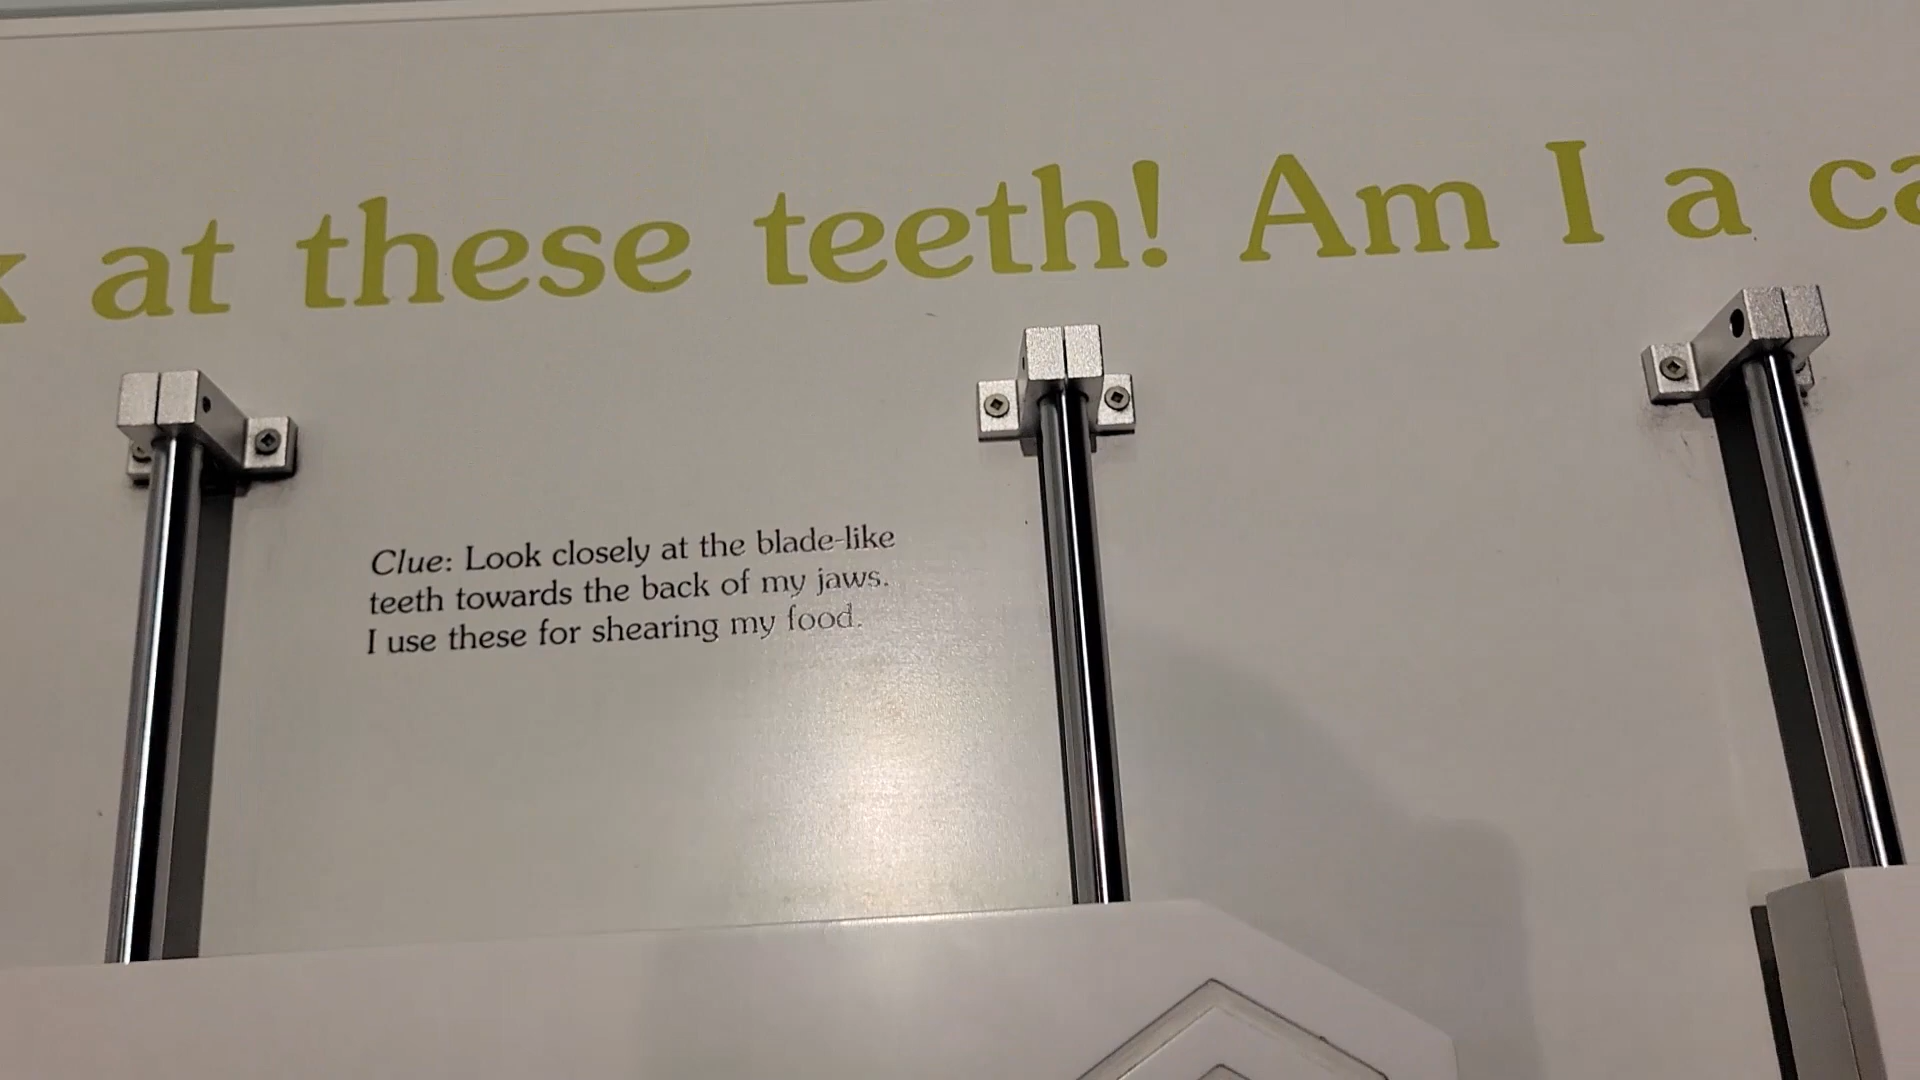 at these teeth! Am I a
Clue: Look closely at the blade-like
teeth towards the back of my jaws.
I use these for shearing my food.